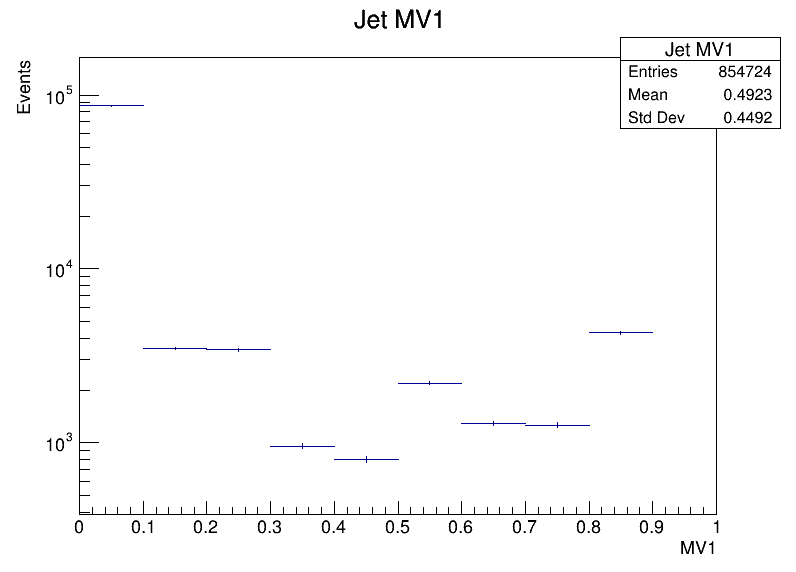 Jet MV1
Jet MV1
Entries 854724
Mean 0.4923
Std Dev 0.4492
Events
10^5
10^4
10^3
0 0.1 0.2 0.3 0.4 0.5 0.6 0.7 0.8 0.9 1
MV1